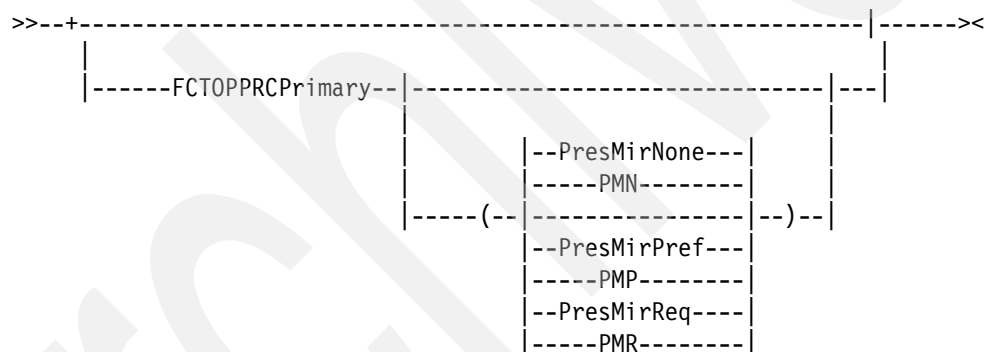 >>--+-------------------------------------------------------------|------><
|                                                             |
|------FCTOPPRCPrimary--|--------------------------------|---|
|                                |
|         |--PresMirNone---|     |
|         |-----PMN--------|     |
|-----(--|----------------|--)--|
|--PresMirPref---|
|-----PMP--------|
|--PresMirReq----|
|-----PMR--------|